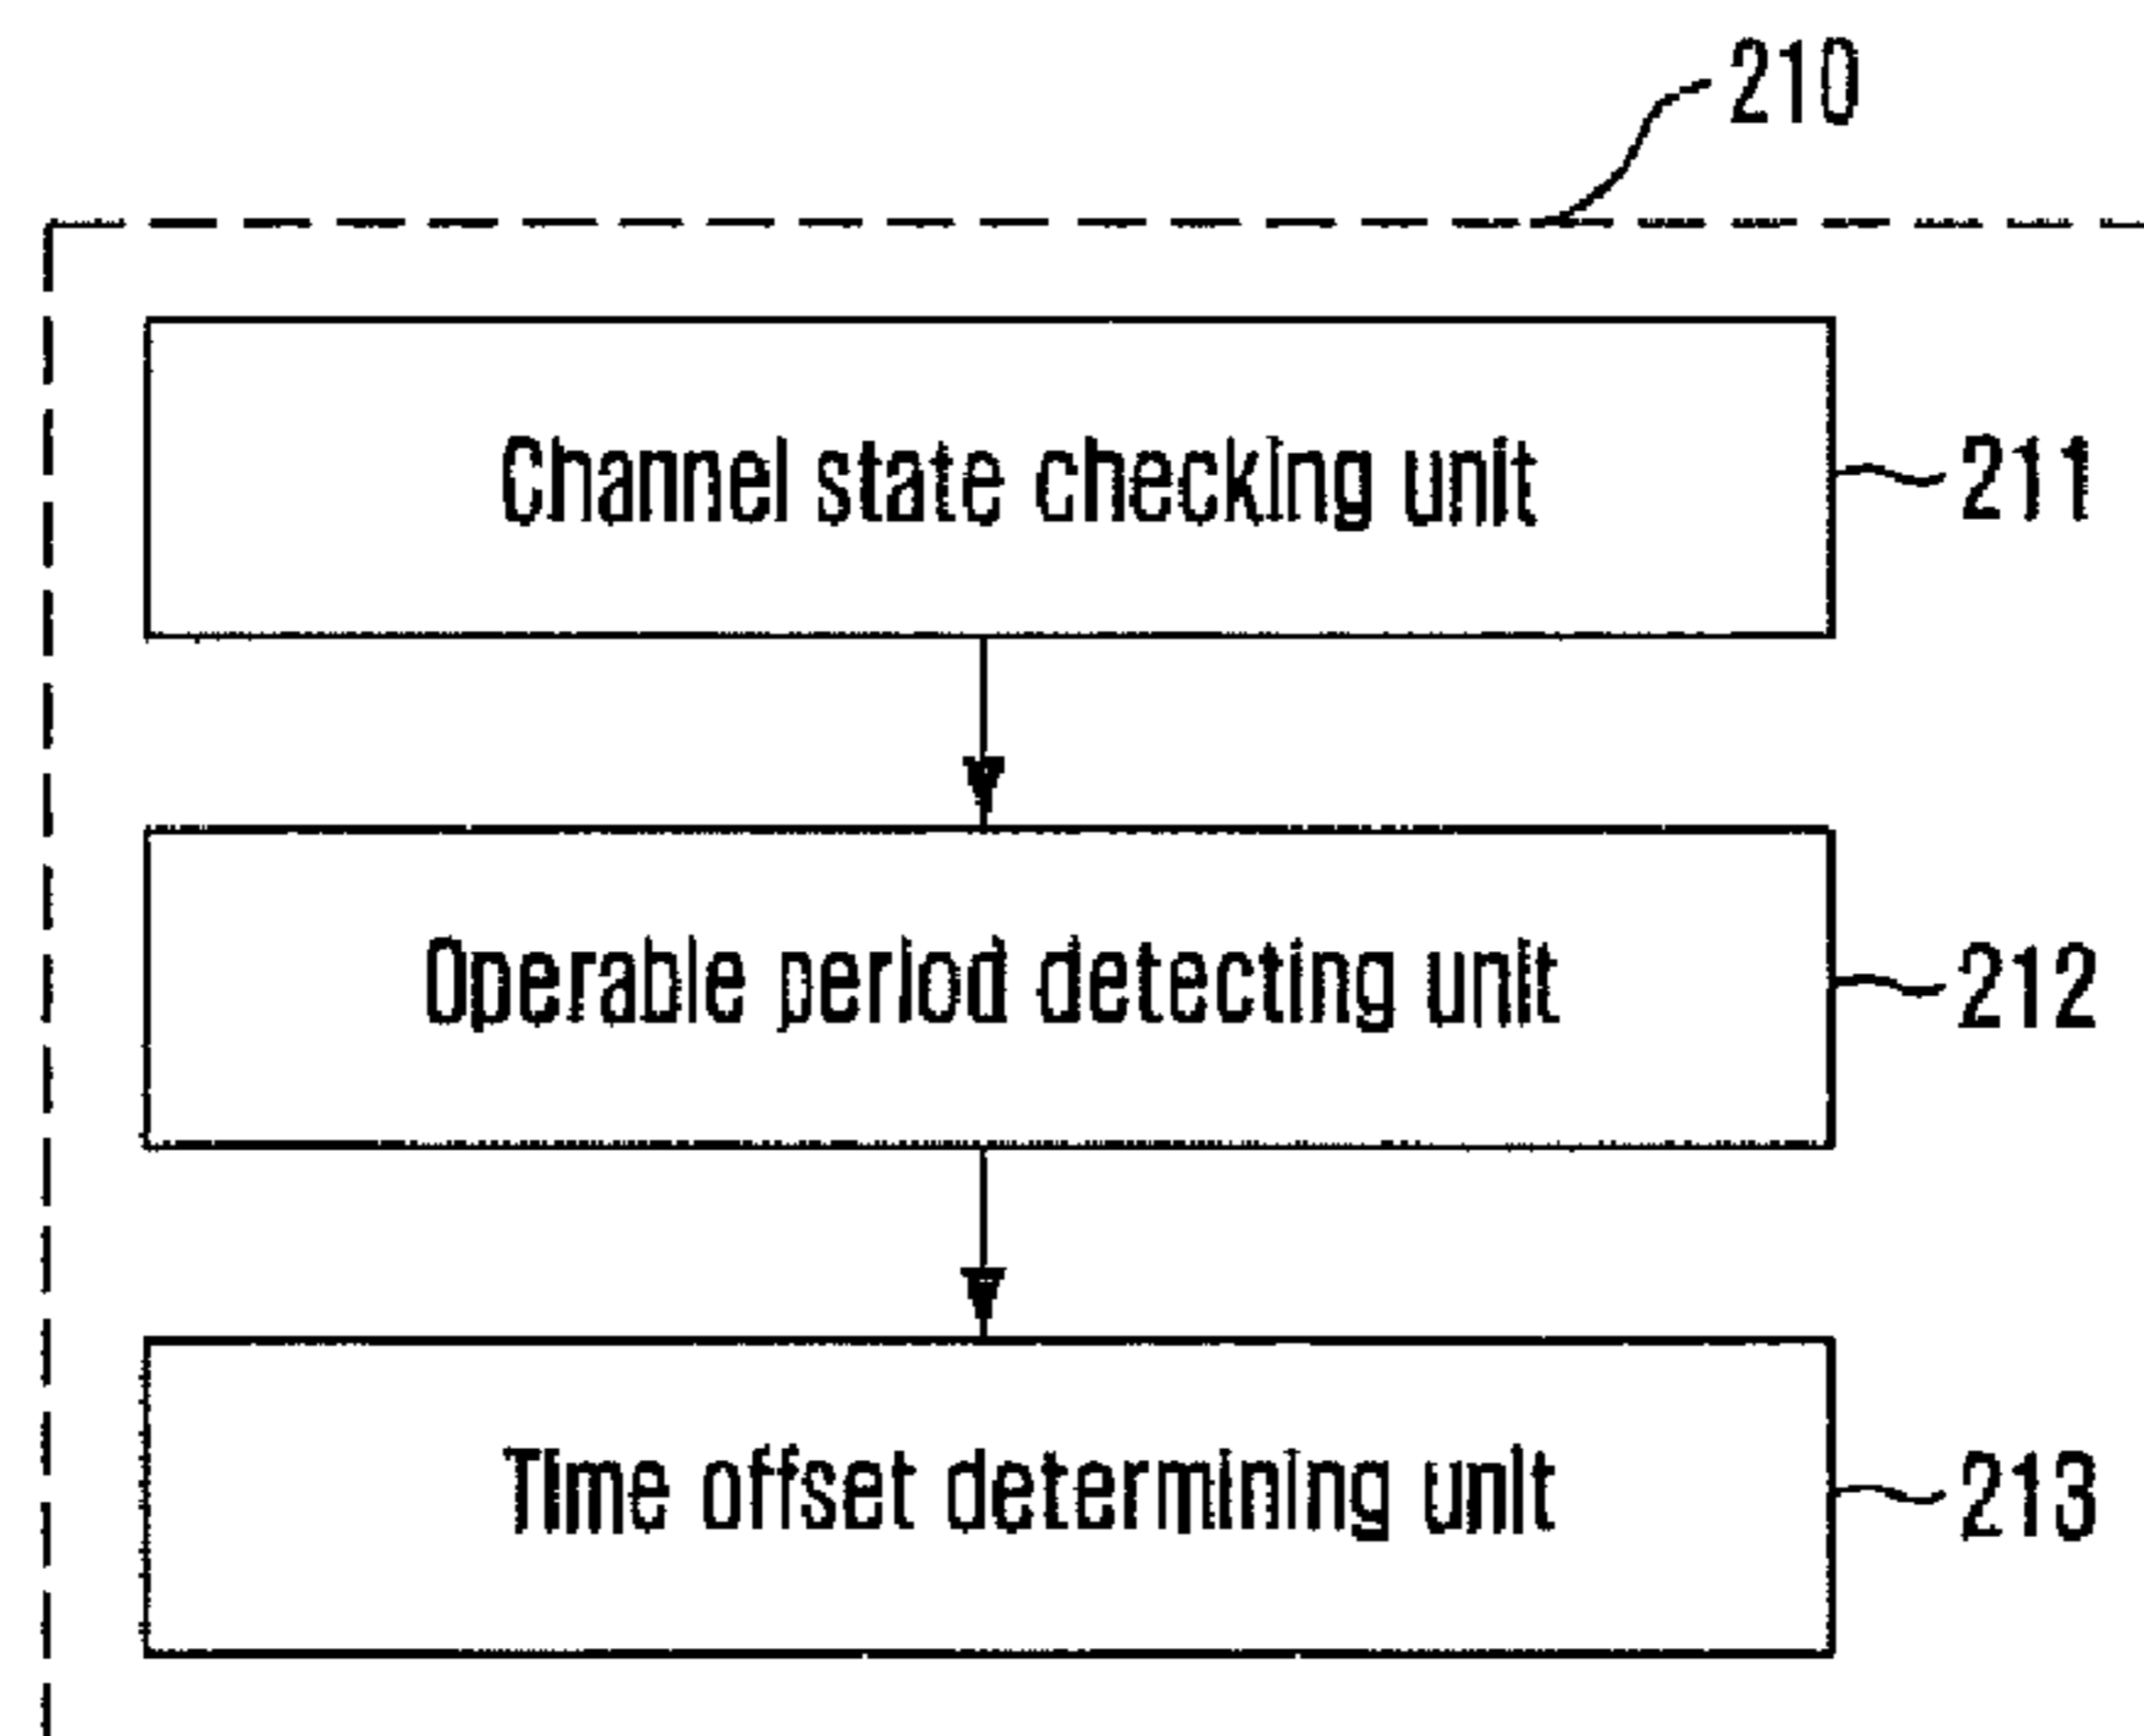 210
Channel state checking unit
211
Operable period detecting unit
212
Time offset determining unit
213